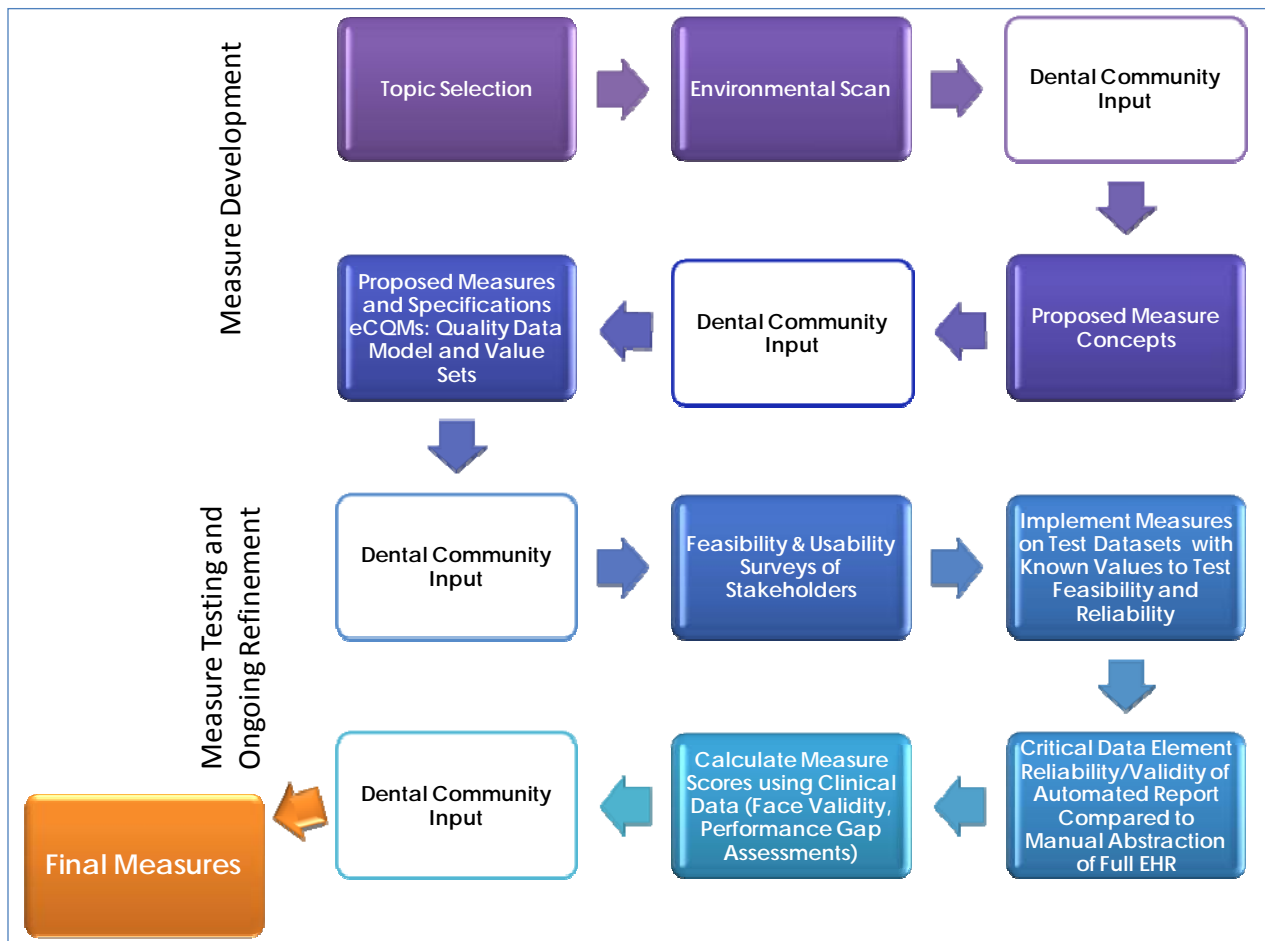 Measure Development
Topic Selection
Environmental Scan
Dental Community
Input
Proposed Measures
and Specifications
eCQMs: Quality Data
Model and Value
Sets
Dental Community
Input
Proposed Measure
Concepts
Measure Testing and
Ongoing Refinement
Dental Community
Input
Feasibility & Usability
Surveys of
Stakeholders
Implement Measures
on Test Datasets with
Known Values to Test
Feasibility and
Reliability
Final Measures
Dental Community
Input
Calculate Measure
Scores using Clinical
Data (Face Validity,
Performance Gap
Assessments)
Critical Data Element
Reliability/Validity of
Automated Report
Compared to
Manual Abstraction
of Full EHR